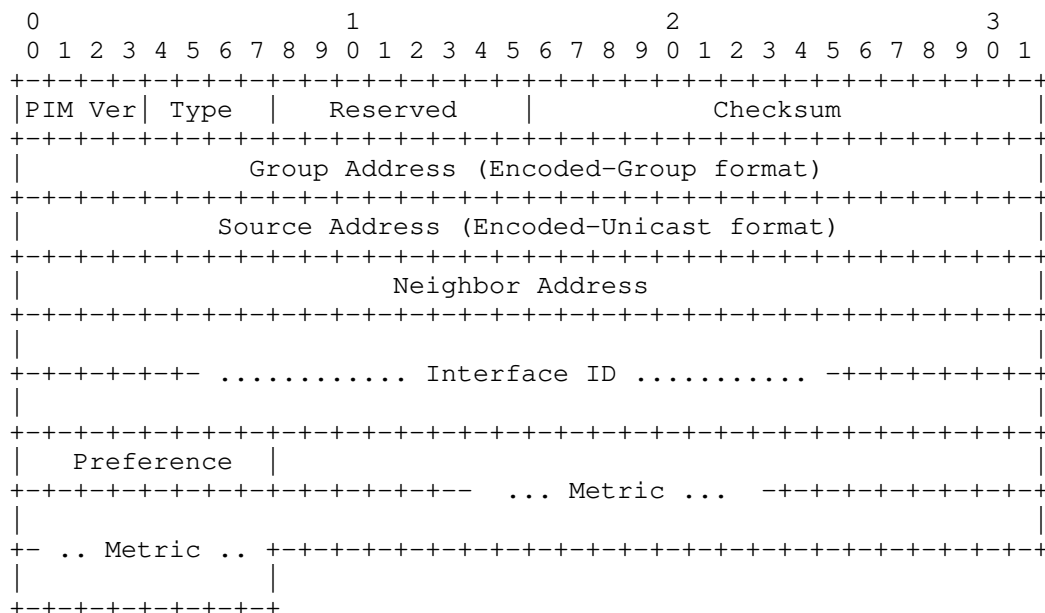 0                   1                   2                   3
0 1 2 3 4 5 6 7 8 9 0 1 2 3 4 5 6 7 8 9 0 1 2 3 4 5 6 7 8 9 0 1
+-+-+-+-+-+-+-+-+-+-+-+-+-+-+-+-+-+-+-+-+-+-+-+-+-+-+-+-+-+-+-+-+
|PIM Ver| Type  |   Reserved    |           Checksum            |
+-+-+-+-+-+-+-+-+-+-+-+-+-+-+-+-+-+-+-+-+-+-+-+-+-+-+-+-+-+-+-+-+
|              Group Address (Encoded-Group format)             |
+-+-+-+-+-+-+-+-+-+-+-+-+-+-+-+-+-+-+-+-+-+-+-+-+-+-+-+-+-+-+-+-+
|            Source Address (Encoded-Unicast format)            |
+-+-+-+-+-+-+-+-+-+-+-+-+-+-+-+-+-+-+-+-+-+-+-+-+-+-+-+-+-+-+-+-+
|                       Neighbor Address                        |
+-+-+-+-+-+-+-+-+-+-+-+-+-+-+-+-+-+-+-+-+-+-+-+-+-+-+-+-+-+-+-+-+
|                                                               |
+-+-+-+-+-+- ............ Interface ID ........... -+-+-+-+-+-+-+
|                                                               |
+-+-+-+-+-+-+-+-+-+-+-+-+-+-+-+-+-+-+-+-+-+-+-+-+-+-+-+-+-+-+-+-+
|   Preference  |                                               |
+-+-+-+-+-+-+-+-+-+-+-+-+-+--  ... Metric ...  -+-+-+-+-+-+-+-+-+
|                                                               |
+- .. Metric .. +-+-+-+-+-+-+-+-+-+-+-+-+-+-+-+-+-+-+-+-+-+-+-+-+
|               |
+-+-+-+-+-+-+-+-+